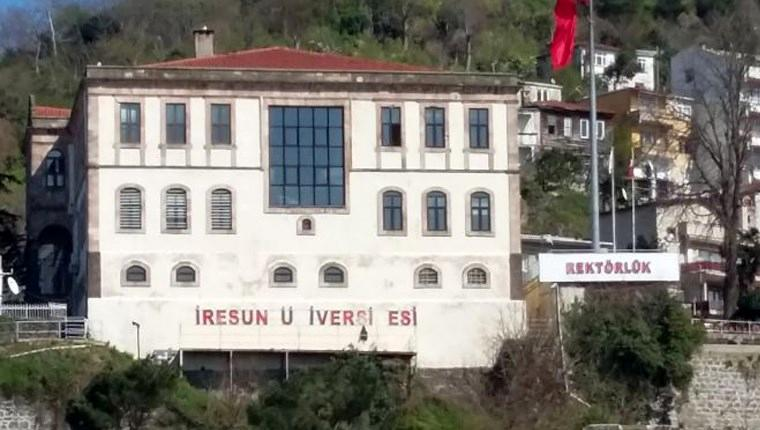 İRESUN Ü İVERSİ ESİ
REKTÖRLÜK